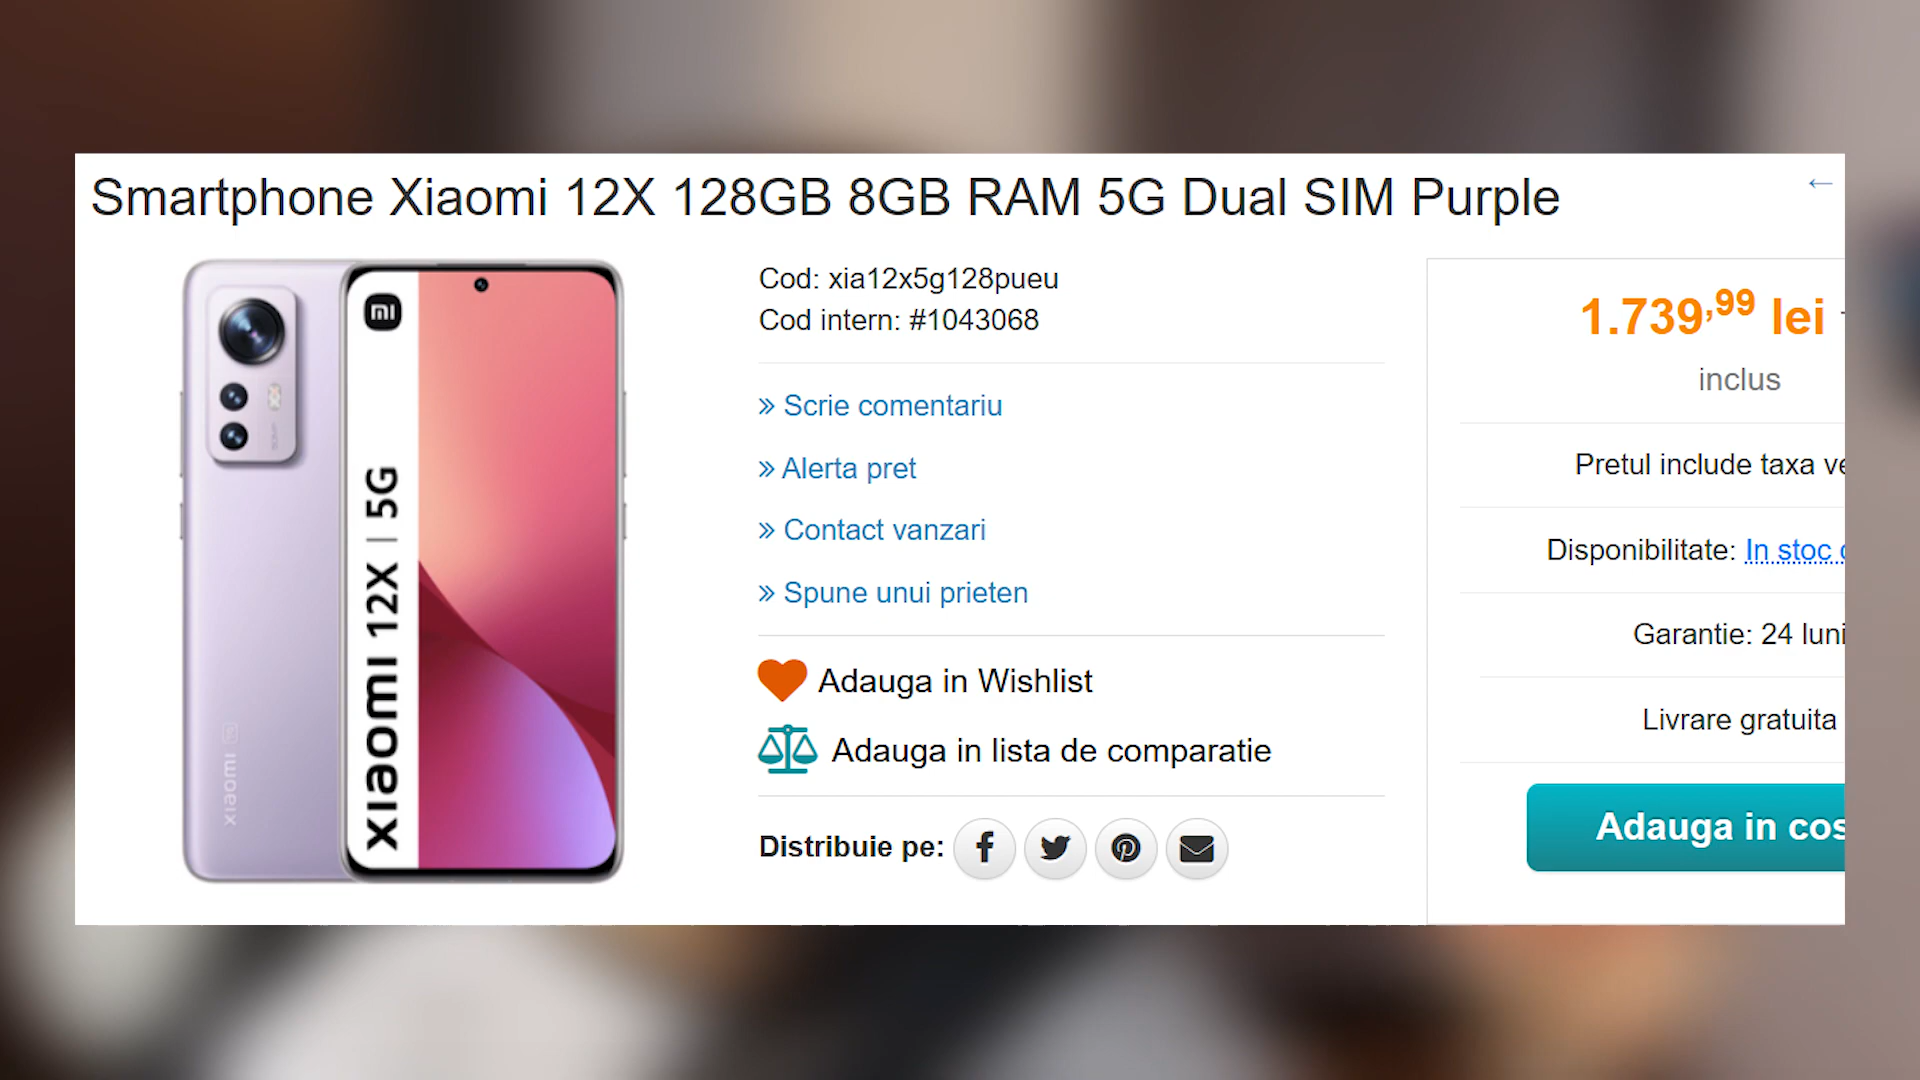 Smartphone Xiaomi 12X 128GB 8GB RAM 5G Dual SIM Purple
←
mi
xiaomi 12X | 5G
xiaomi
Cod: xia12x5g128pueu
Cod intern: #1043068
» Scrie comentariu
» Alerta pret
» Contact vanzari
» Spune unui prieten
Adauga in Wishlist
Adauga in lista de comparatie
Distribuie pe:
1.739,99 lei
inclus
Pretul include taxa ve
Disponibilitate: In stoc
Garantie: 24 luni
Livrare gratuita
Adauga in cos